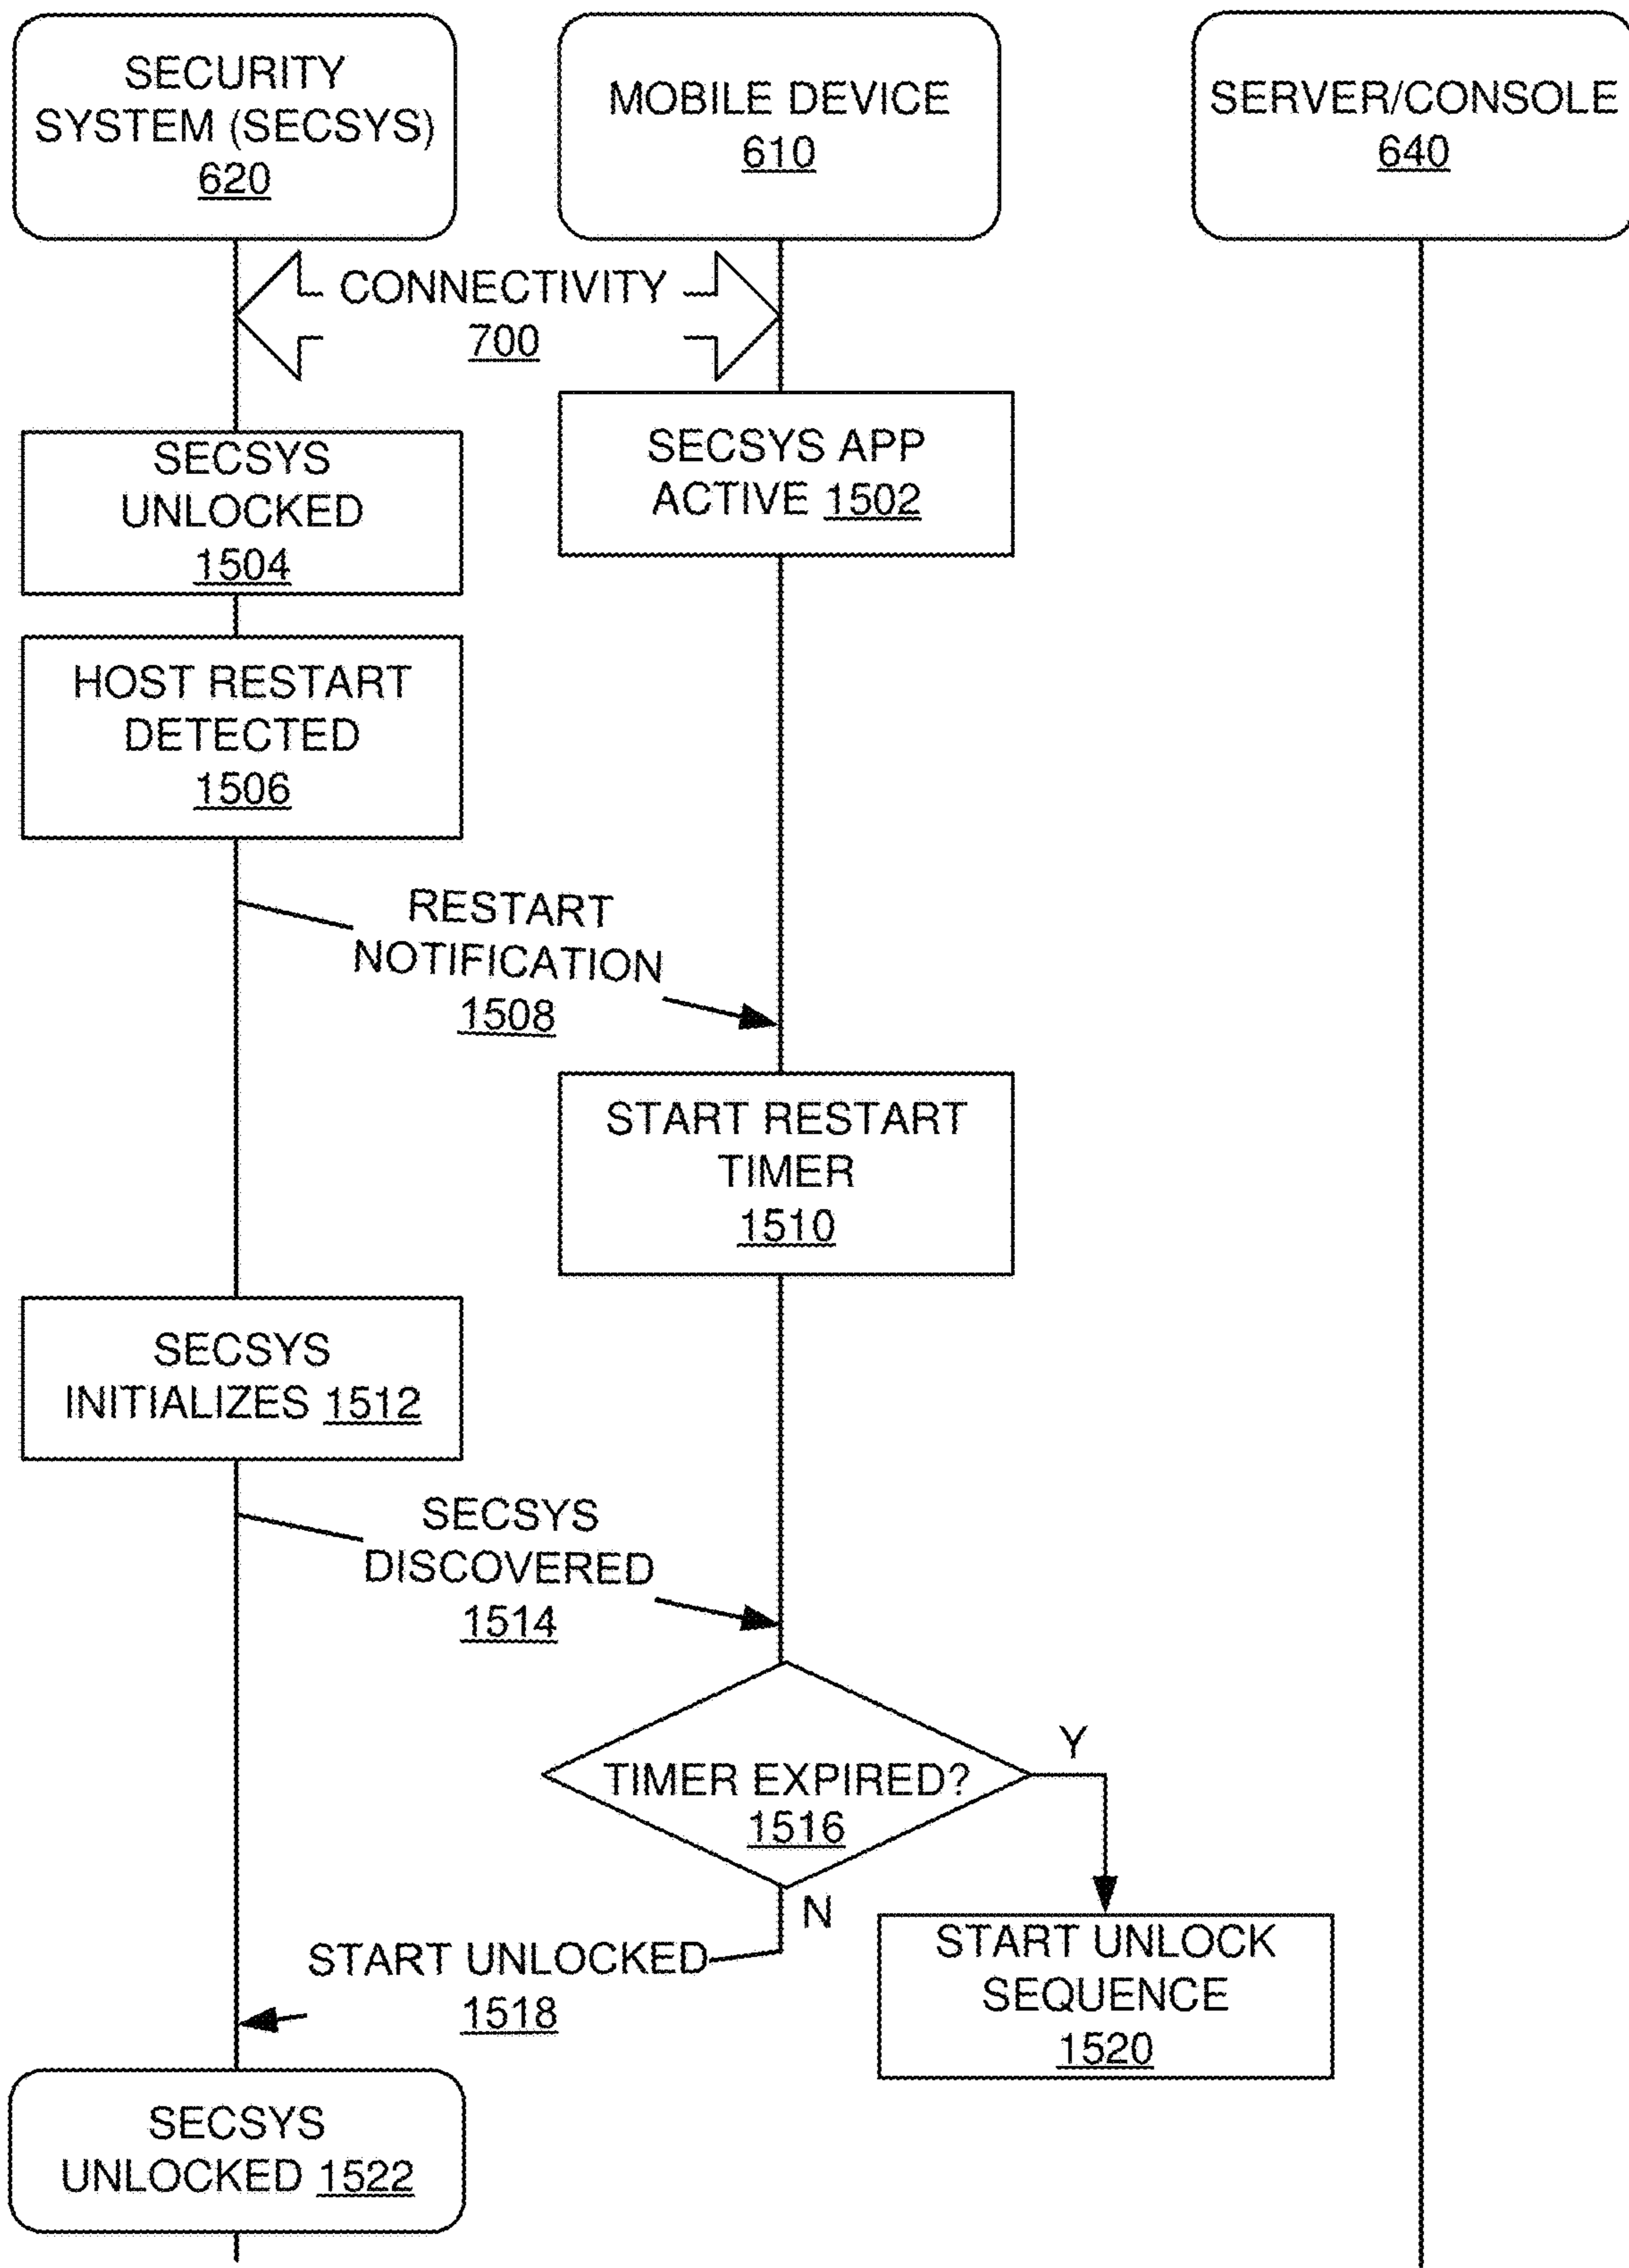 SECURITY
SYSTEM (SECSYS)
620
MOBILE DEVICE
610
SERVER/CONSOLE
640
CONNECTIVITY
700
SECSYS APP
ACTIVE 1502
SECSYS
UNLOCKED
1504
HOST RESTART
DETECTED
1506
RESTART
NOTIFICATION
1508
START RESTART
TIMER
1510
SECSYS
INITIALIZES 1512
SECSYS
DISCOVERED
1514
TIMER EXPIRED?
1516
Y
N
START UNLOCKED
1518
START UNLOCK
SEQUENCE
1520
SECSYS
UNLOCKED 1522